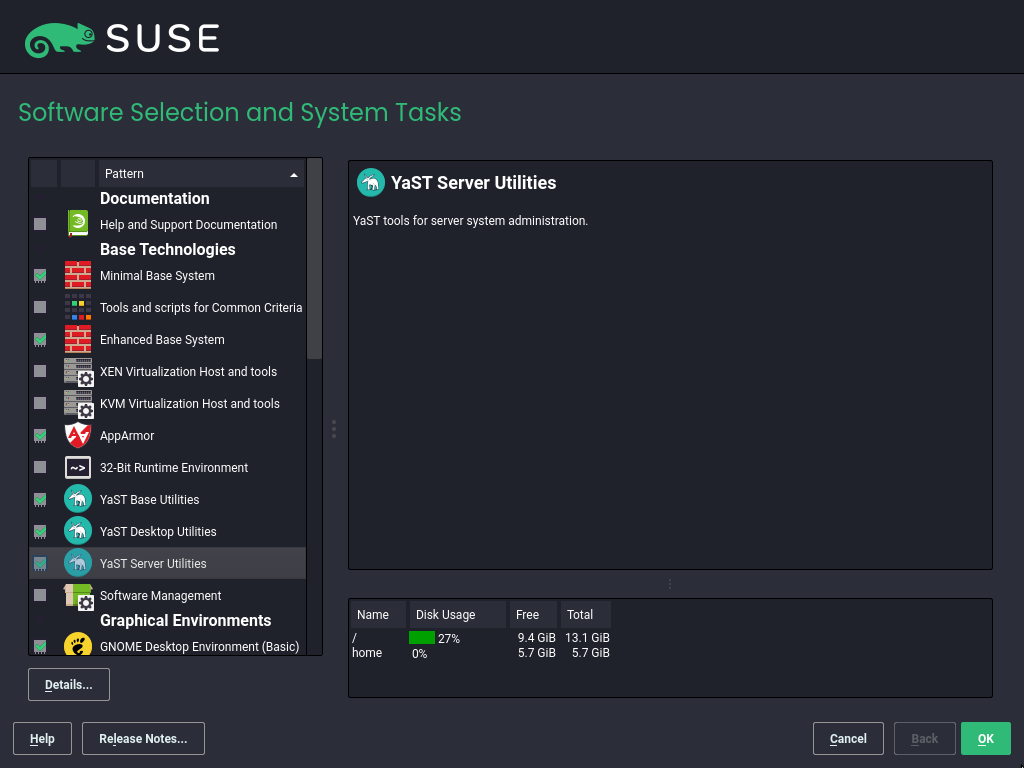 SUSE
Software Selection and System Tasks
Pattern
Documentation
Help and Support Documentation
Base Technologies
Minimal Base System
Tools and scripts for Common Criteria
Enhanced Base System
XEN Virtualization Host and tools
KVM Virtualization Host and tools
AppArmor
32-Bit Runtime Environment
~>
YaST Base Utilities
YaST Desktop Utilities
YaST Server Utilities
Software Management
Graphical Environments
GNOME Desktop Environment (Basic)
Details...
YaST Server Utilities
YaST tools for server system administration.
Name Disk Usage Free Total
/ 27% 9.4 GiB 13.1 GiB
home 0% 5.7 GiB 5.7 GiB
Help Release Notes... Cancel Back OK